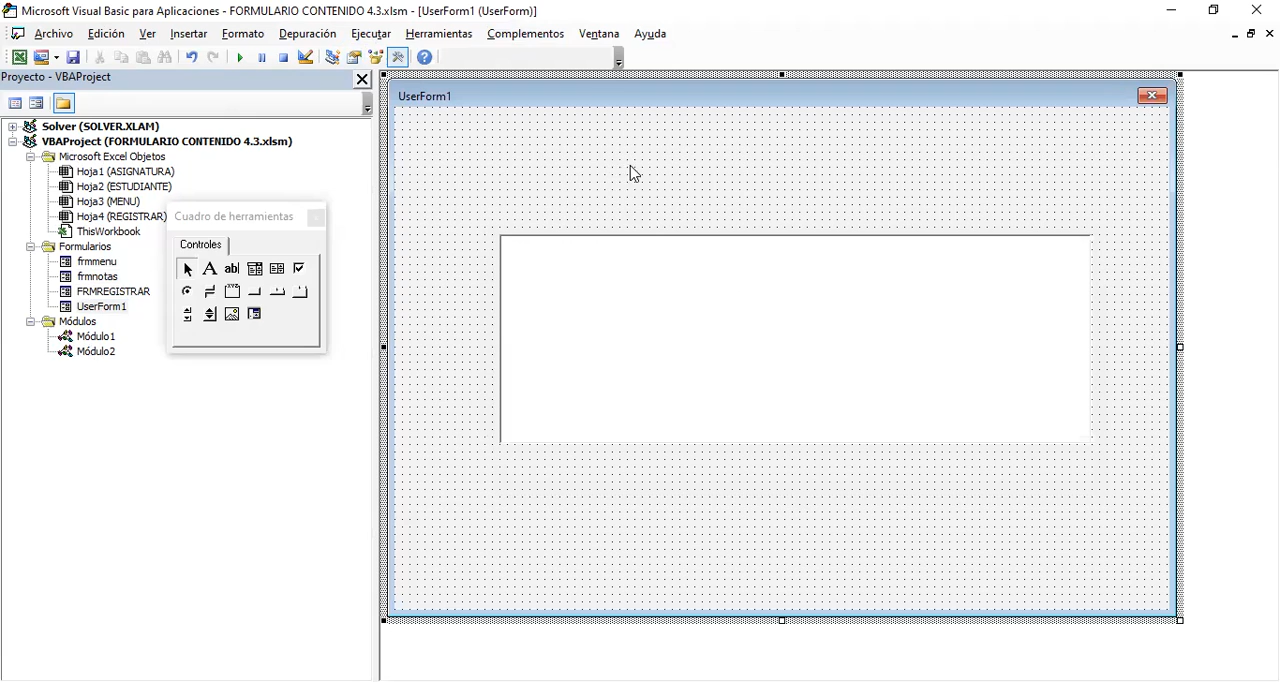 Microsoft Visual Basic para Aplicaciones - FORMULARIO CONTENIDO 4.3.xlsm - [UserForm1 (UserForm)]
Archivo Edición Ver Insertar Formato Depuración Ejecutar Herramientas Complementos Ventana Ayuda
Proyecto - VBAProject
Solver (SOLVER.XLAM)
VBAProject (FORMULARIO CONTENIDO 4.3.xlsm)
Microsoft Excel Objetos
Hoja1 (ASIGNATURA)
Hoja2 (ESTUDIANTE)
Hoja3 (MENU)
Hoja4 (REGISTRAR)
ThisWorkbook
Formularios
frmmenu
frmnotas
FRMREGISTRAR
UserForm1
Módulos
Módulo1
Módulo2
Cuadro de herramientas
Controles
A abl
XYZ
UserForm1